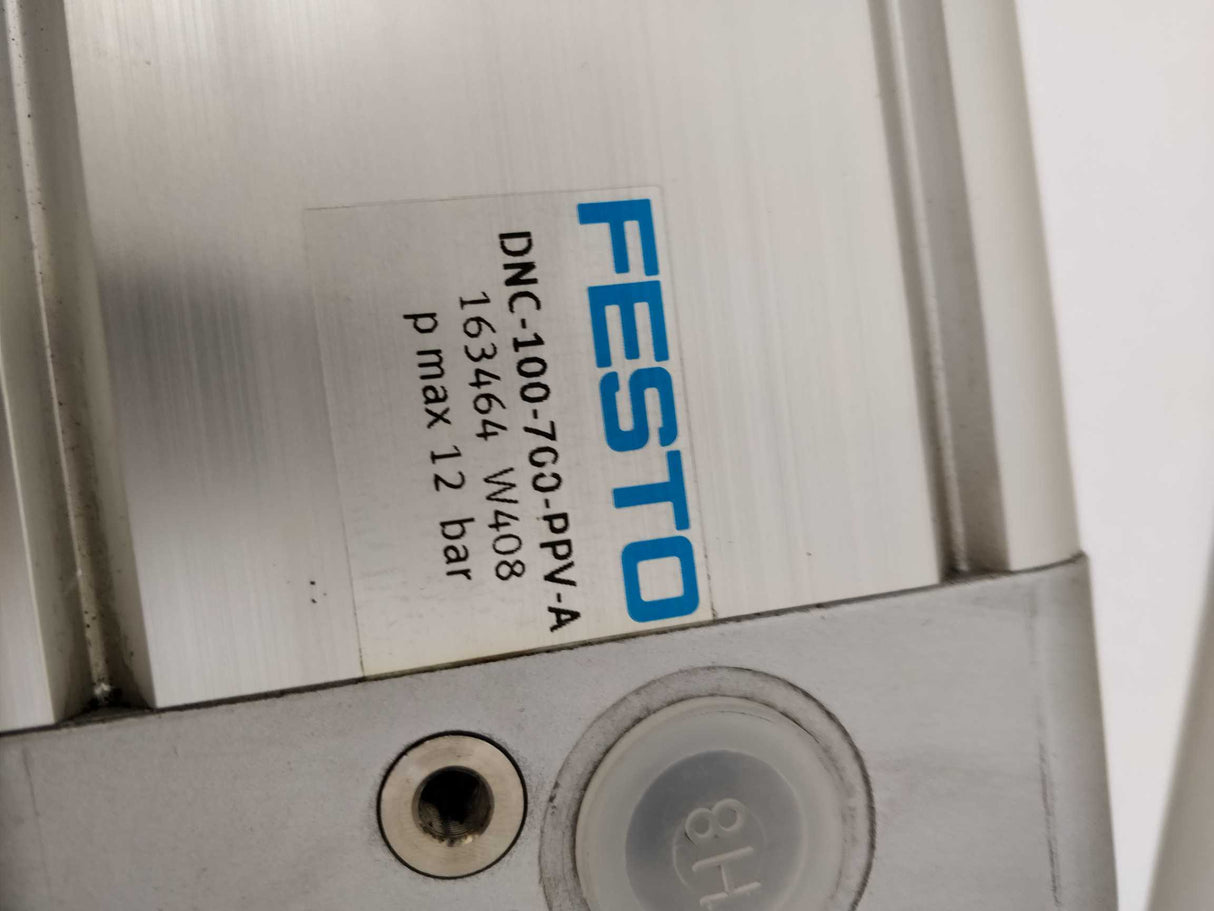 FESTO
DNC-100-700-PPV-A
163464 W408
p max 12 bar